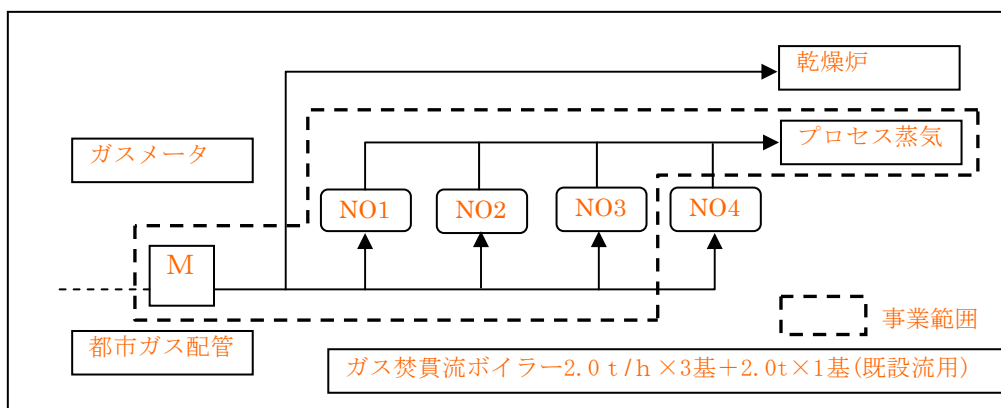 乾燥炉
プロセス蒸気
ガスメータ
NO1
NO2
NO3
NO4
M
事業範囲
都市ガス配管
ガス焚貫流ボイラー2.0 t/h ×3基＋2.0t×1基(既設流用)